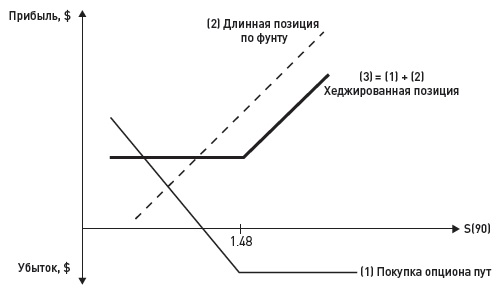 Прибыль, $
(2) Длинная позиция
по фунту
(3) = (1) + (2)
Хеджированная позиция
S(90)
1.48
Убыток, $
(1) Покупка опциона пут